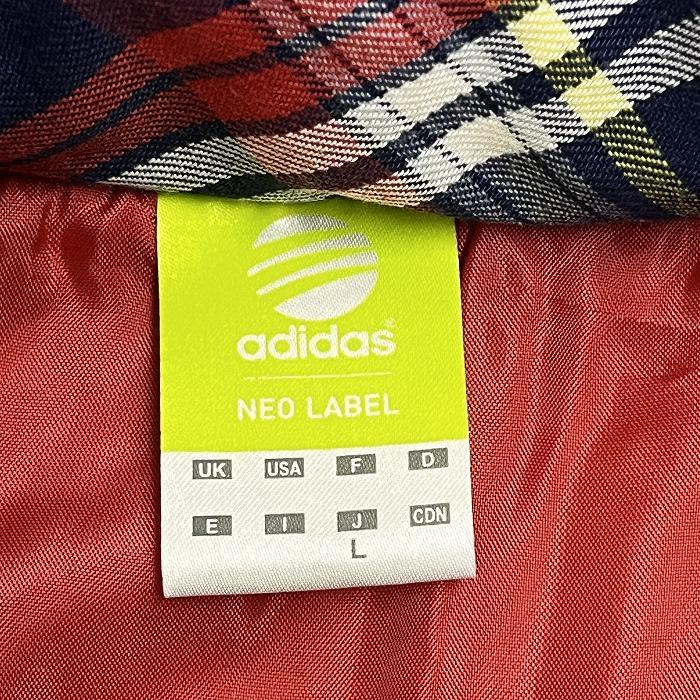 adidas®
NEO LABEL
UK USA F D
E I J CDN
L